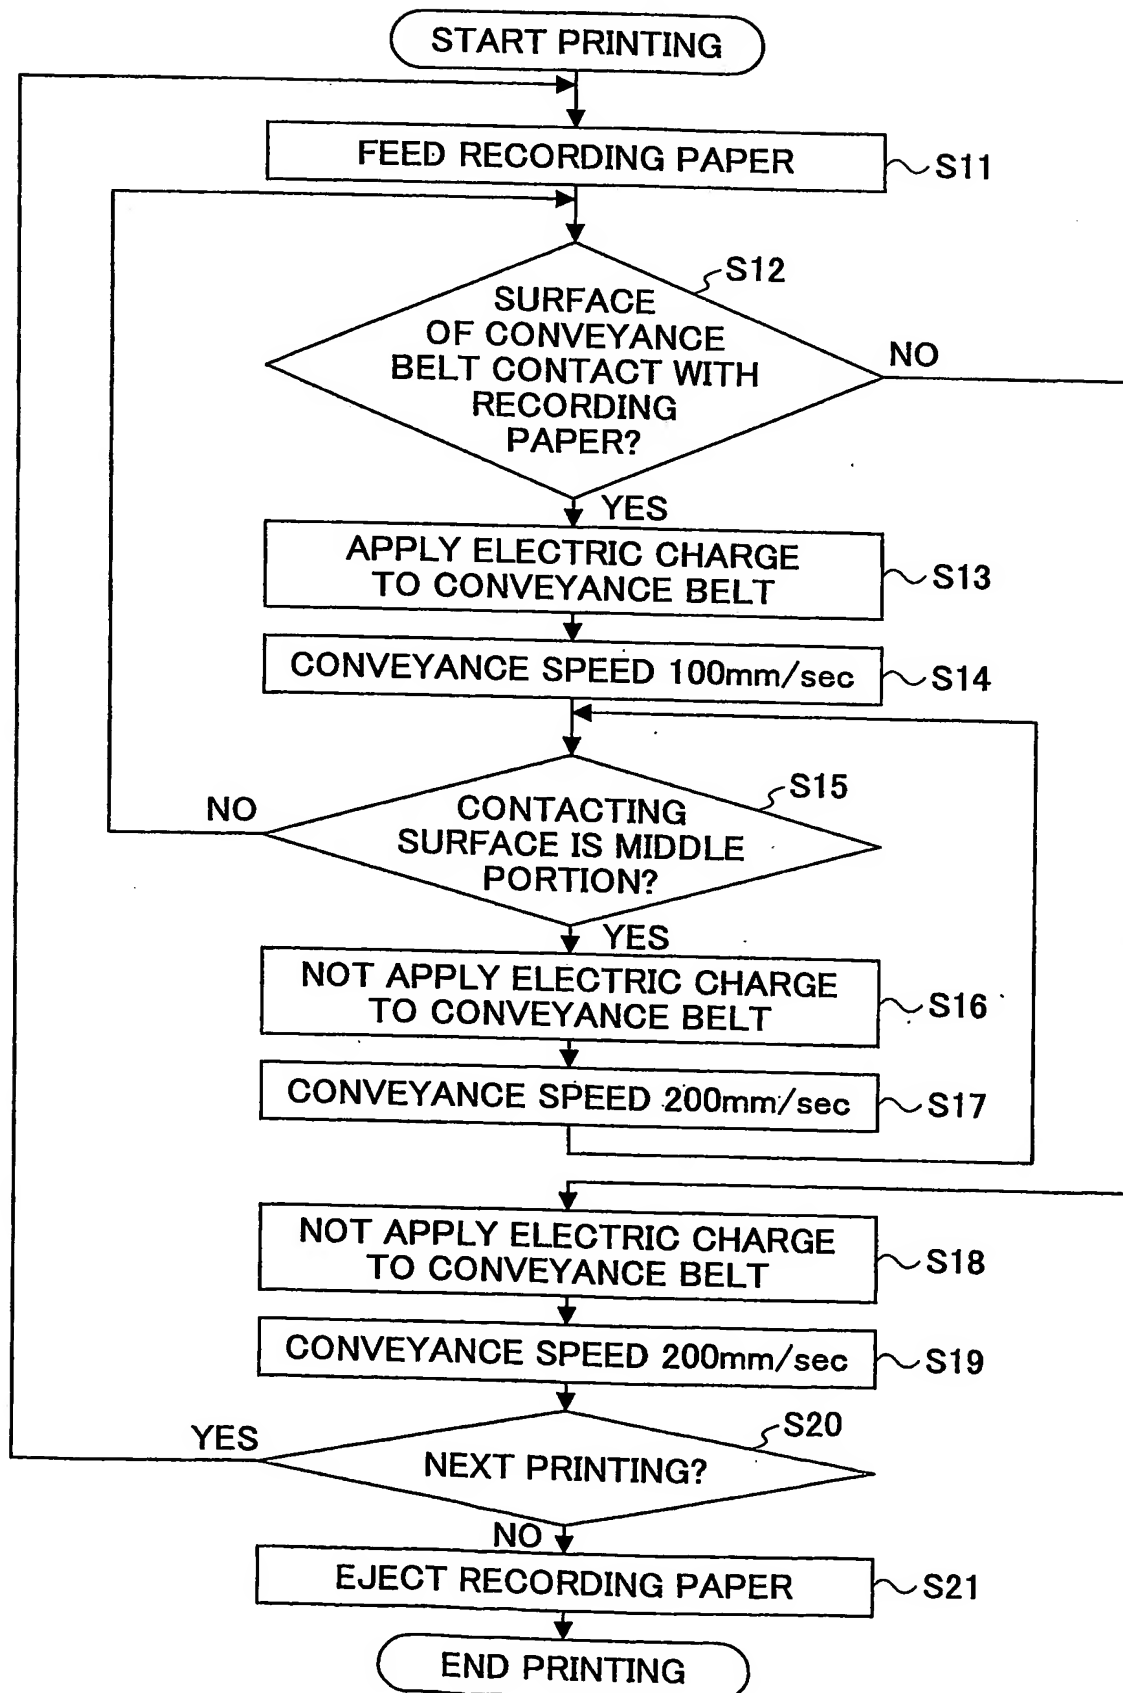 START PRINTING
FEED RECORDING PAPER
S11
S12
SURFACE
OF CONVEYANCE
BELT CONTACT WITH
RECORDING
PAPER?
NO
YES
APPLY ELECTRIC CHARGE
TO CONVEYANCE BELT
S13
CONVEYANCE SPEED 100mm/sec
S14
S15
NO
CONTACTING
SURFACE IS MIDDLE
PORTION?
YES
NOT APPLY ELECTRIC CHARGE
TO CONVEYANCE BELT
S16
CONVEYANCE SPEED 200mm/sec
S17
NOT APPLY ELECTRIC CHARGE
TO CONVEYANCE BELT
S18
CONVEYANCE SPEED 200mm/sec
S19
S20
YES
NEXT PRINTING?
NO
EJECT RECORDING PAPER
S21
END PRINTING